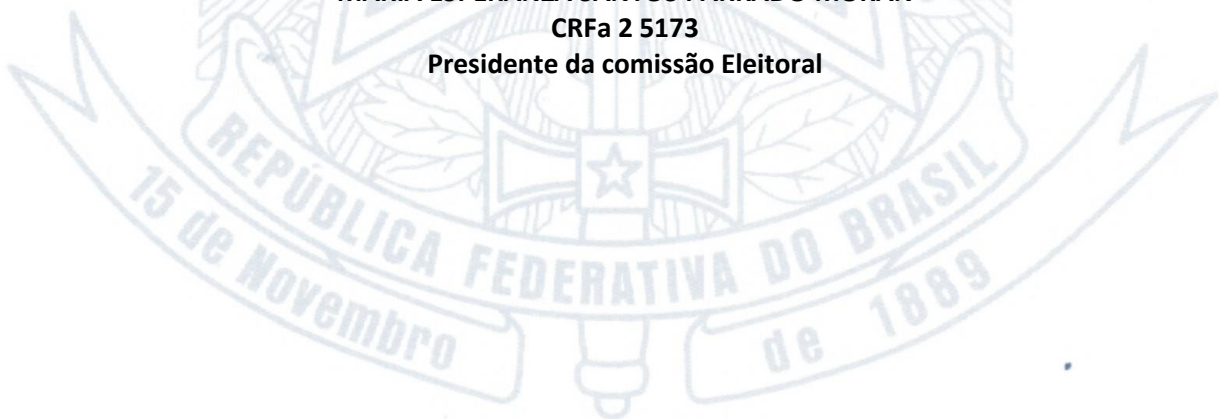 CRFa 2 5173
Presidente da comissão Eleitoral
REPÚBLICA FEDERATIVA DO BRASIL
15 de Novembro de 1889